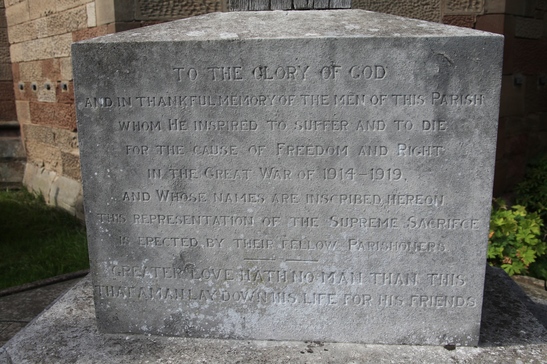 TO THE GLORY OF GOD
AND IN THANKFUL MEMORY OF THE MEN OF THIS PARISH
WHOM HE INSPIRED TO SUFFER AND TO DIE
FOR THE CAUSE OF FREEDOM AND RIGHT
IN THE GREAT WAR OF 1914-1919.
AND WHOSE NAMES ARE INSCRIBED HEREON
THIS REPRESENTATION OF THE SUPREME SACRIFCE
IS ERECTED BY THEIR FELLOW PARISHIONERS.
GREATER LOVE HATH NO MAN THAN THIS
THAT A MAN LAY DOWN HIS LIFE FOR HIS FRIENDS